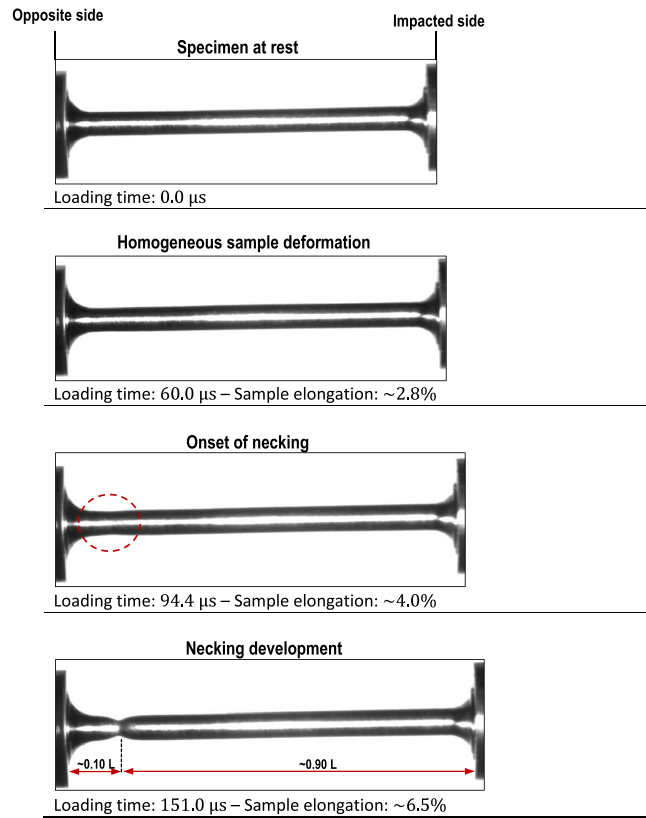 Opposite side
Impacted side
Specimen at rest
Loading time: 0.0 μs
Homogeneous sample deformation
Loading time: 60.0 μs – Sample elongation: ~2.8%
Onset of necking
Loading time: 94.4 μs – Sample elongation: ~4.0%
Necking development
~0.10 L
~0.90 L
Loading time: 151.0 μs – Sample elongation: ~6.5%